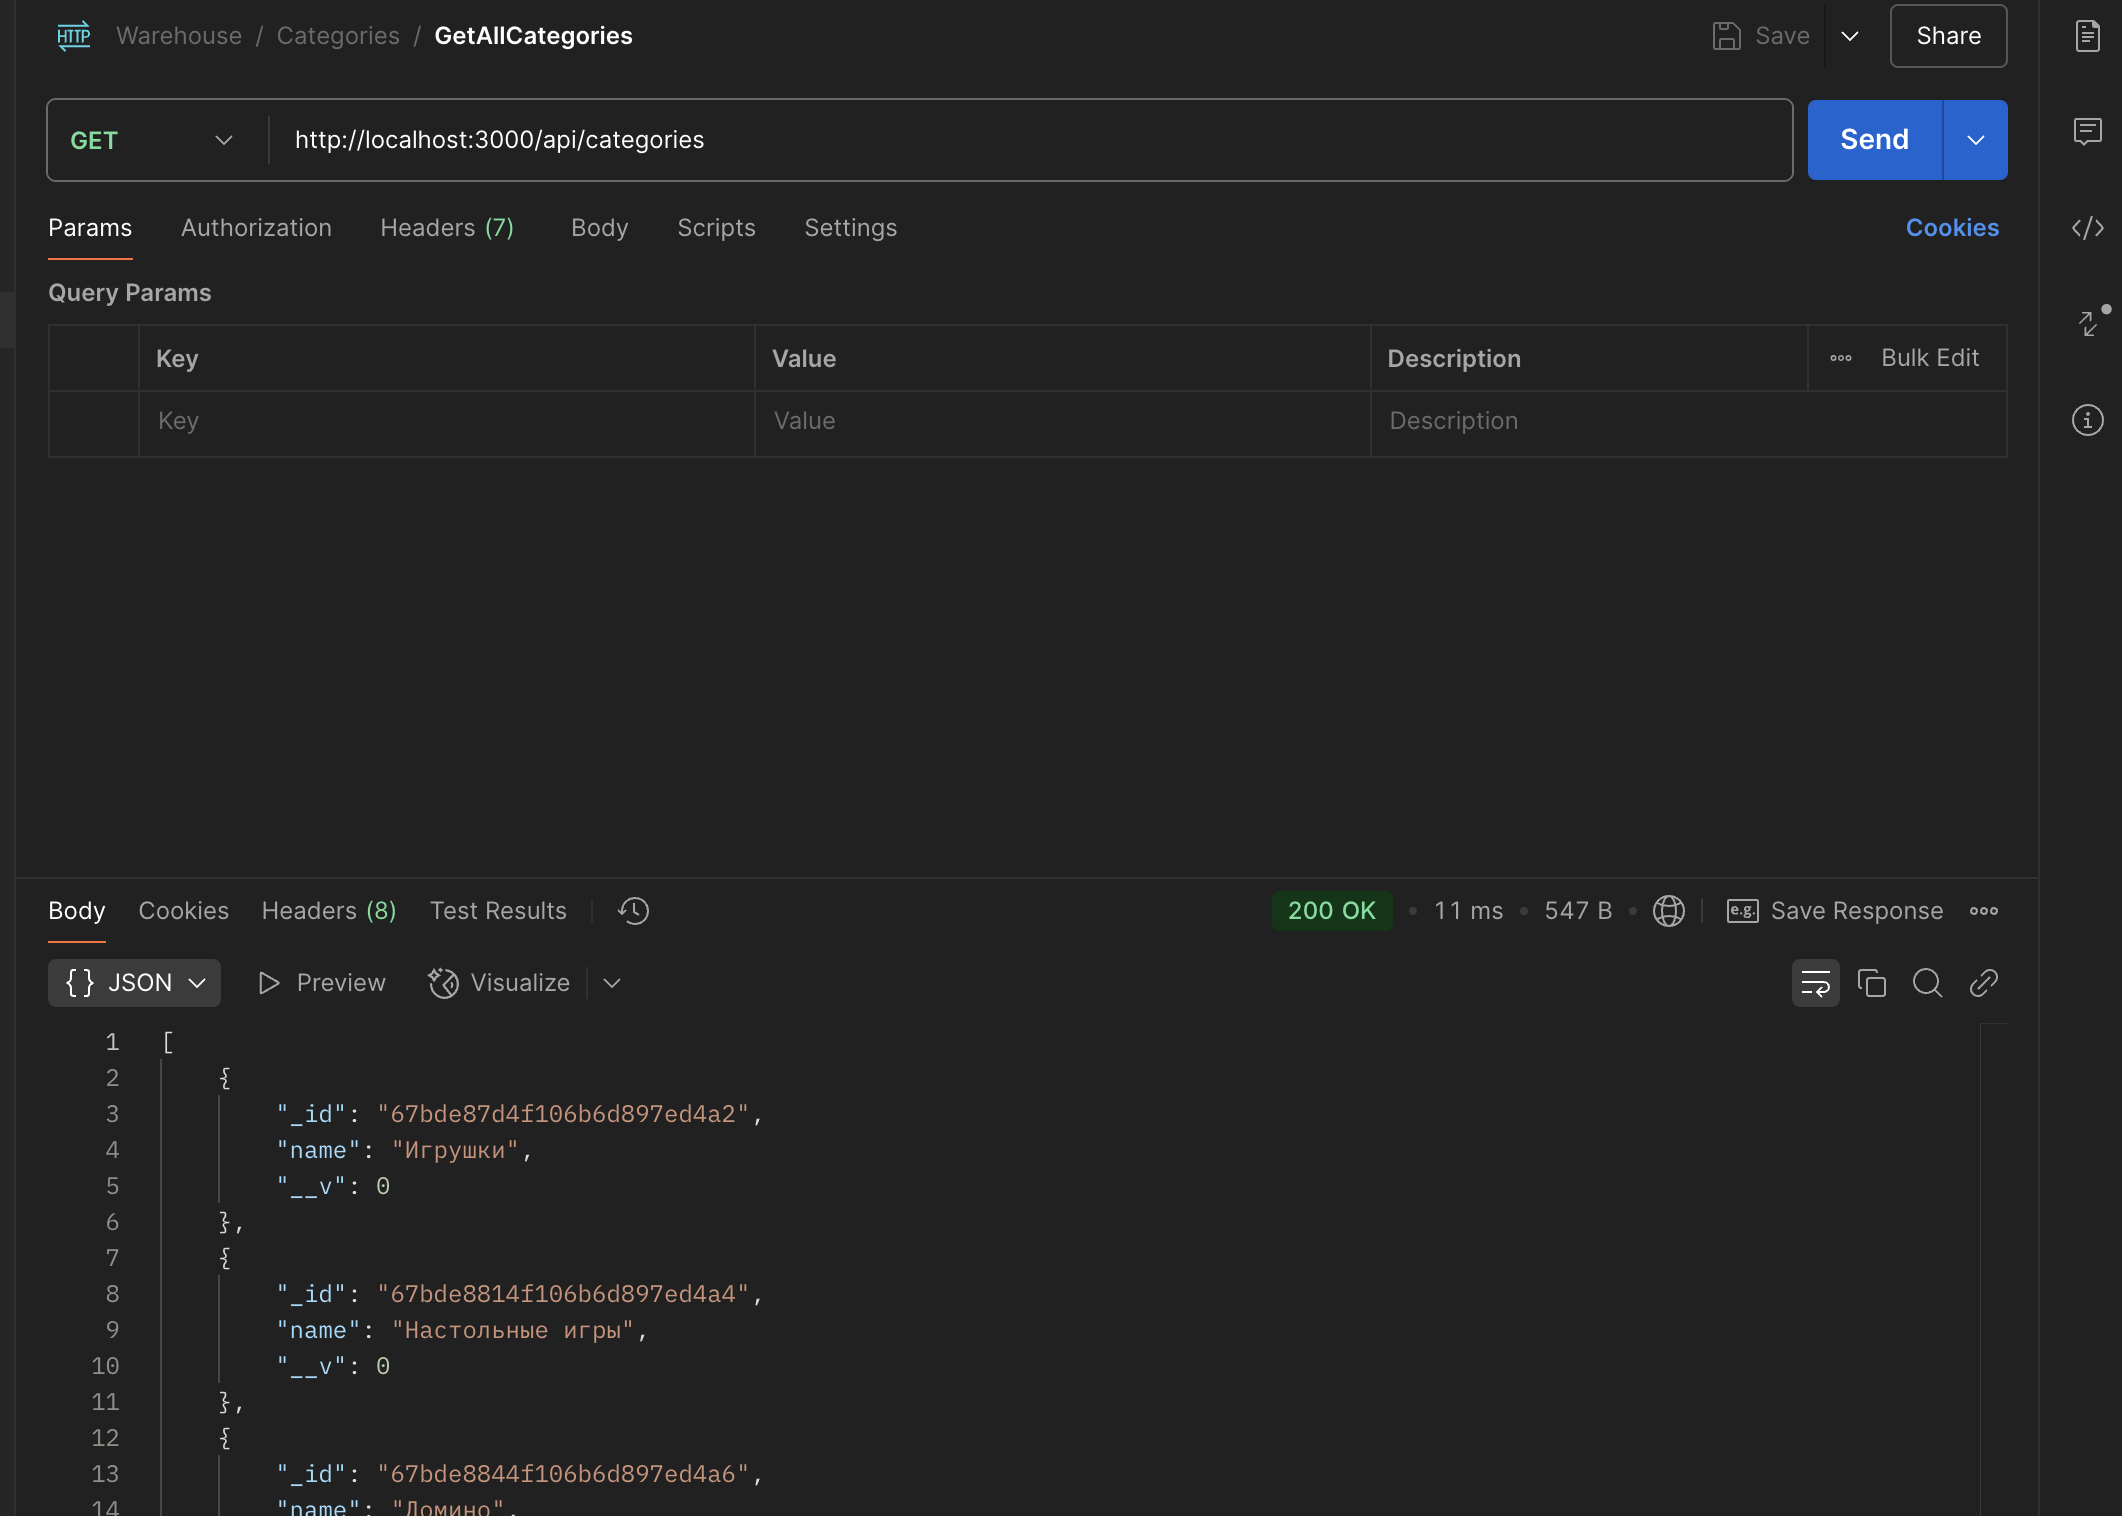 HTTP Warehouse / Categories / GetAllCategories Save Share
GET http://localhost:3000/api/categories Send
Params Authorization Headers (7) Body Scripts Settings Cookies
Query Params
Key Value Description Bulk Edit
Key Value Description
Body Cookies Headers (8) Test Results 200 OK • 11 ms • 547 B • e.g. Save Response
{} JSON Preview Visualize
1 [
2 {
3 "_id": "67bde87d4f106b6d897ed4a2",
4 "name": "Игрушки",
5 "__v": 0
6 },
7 {
8 "_id": "67bde8814f106b6d897ed4a4",
9 "name": "Настольные игры",
10 "__v": 0
11 },
12 {
13 "_id": "67bde8844f106b6d897ed4a6",
14 "name": "Домино",